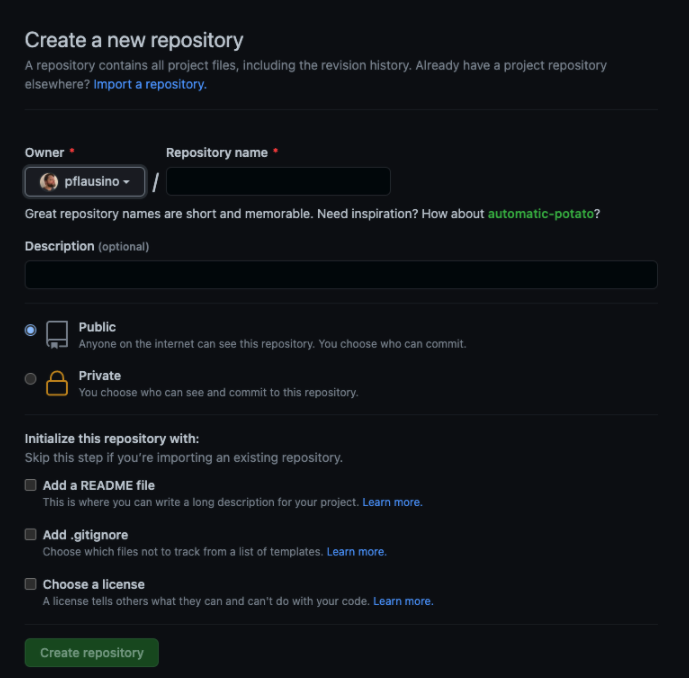 Create a new repository
A repository contains all project files, including the revision history. Already have a project repository
elsewhere? Import a repository.
Owner * Repository name *
pflausino /
Great repository names are short and memorable. Need inspiration? How about automatic-potato?
Description (optional)
Public
Anyone on the internet can see this repository. You choose who can commit.
Private
You choose who can see and commit to this repository.
Initialize this repository with:
Skip this step if you're importing an existing repository.
Add a README file
This is where you can write a long description for your project. Learn more.
Add .gitignore
Choose which files not to track from a list of templates. Learn more.
Choose a license
A license tells others what they can and can't do with your code. Learn more.
Create repository